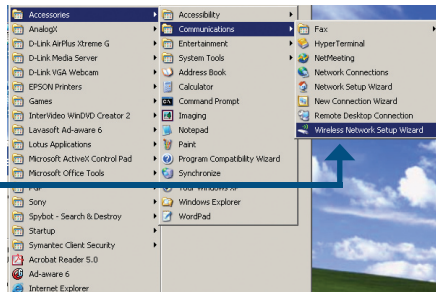 Accessories
AnalogX
D-Link AirPlus Xtreme G
D-Link Media Server
D-Link VGA Webcam
EPSON Printers
Games
InterVideo WinDVD Creator 2
Lavasoft Ad-aware 6
Lotus Applications
Microsoft ActiveX Control Pad
Microsoft Office Tools
Sony
Spybot - Search & Destroy
Startup
Symantec Client Security
Acrobat Reader 5.0
Ad-aware 6
Internet Explorer
Accessibility
Communications
Entertainment
System Tools
Address Book
Calculator
Command Prompt
Imaging
Notepad
Paint
Program Compatibility Wizard
Synchronize
Tour Windows XP
Windows Explorer
WordPad
Fax
HyperTerminal
NetMeeting
Network Connections
Network Setup Wizard
New Connection Wizard
Remote Desktop Connection
Wireless Network Setup Wizard